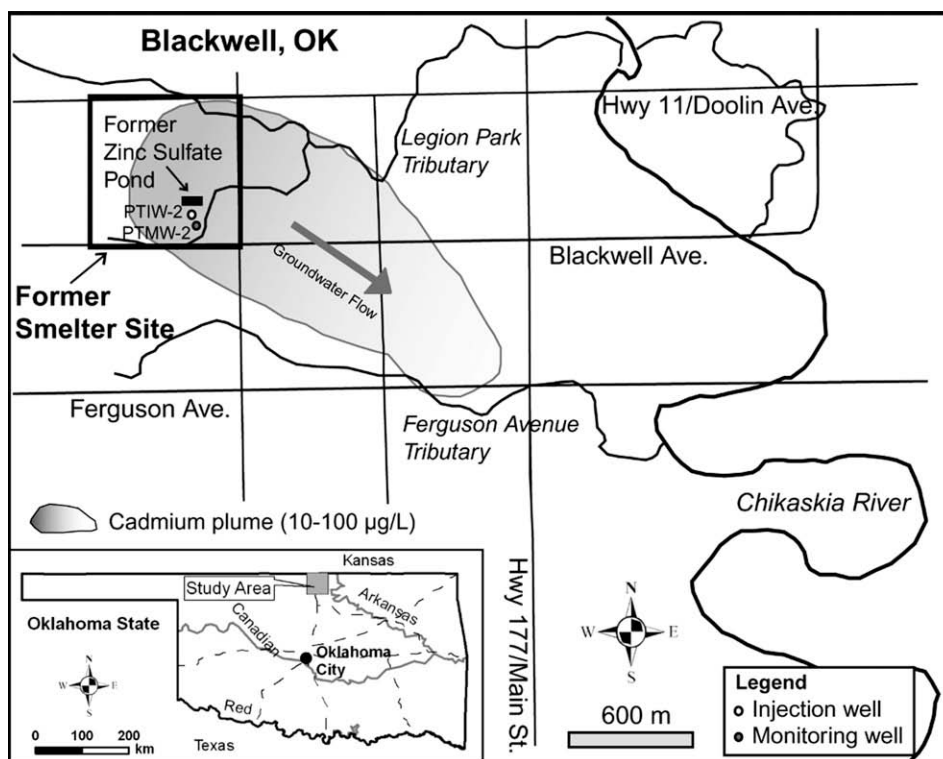 Blackwell, OK
Hwy 11/Doolin Ave.
Former
Zinc Sulfate
Pond
Legion Park
Tributary
PTIW-2
PTMW-2
Blackwell Ave.
Groundwater Flow
Former
Smelter Site
Ferguson Ave.
Ferguson Avenue
Tributary
Chikaskia River
Cadmium plume (10-100 µg/L)
Hwy 177/Main St.
Kansas
Study Area
Arkansas
Canadian
Oklahoma State
Oklahoma
City
N
W E
S
Red
Texas
0 100 200
km
N
W E
S
600 m
Legend
Injection well
Monitoring well